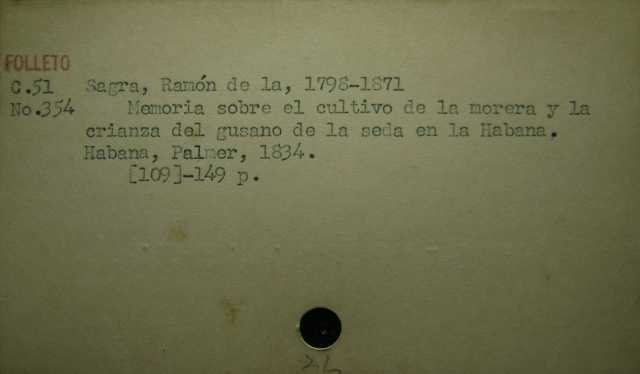 FOLLETO
C.51 Sagra, Ramón de la, 1798-1871
No.354 Memoria sobre el cultivo de la morera y la
crianza del gusano de la seda en la Habana.
Habana, Palmer, 1834.
[109]-149 p.